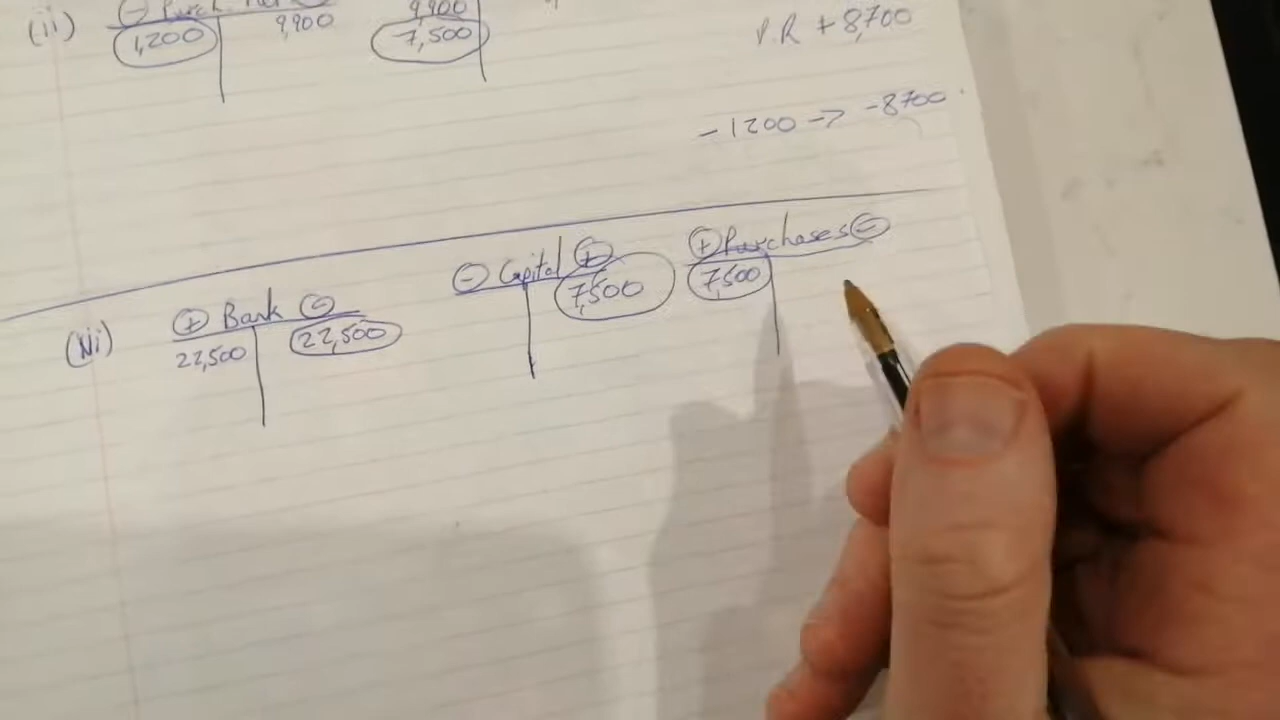 (ii) ⊖ Purch.
1,200 9,900 9,900
7,500
P.R + 8,700
-1200 -> -8700
(iii) ⊕ Bank ⊖ ⊖ Capital ⊕ ⊕ Purchases ⊖
22,500 22,500 7,500 7,500